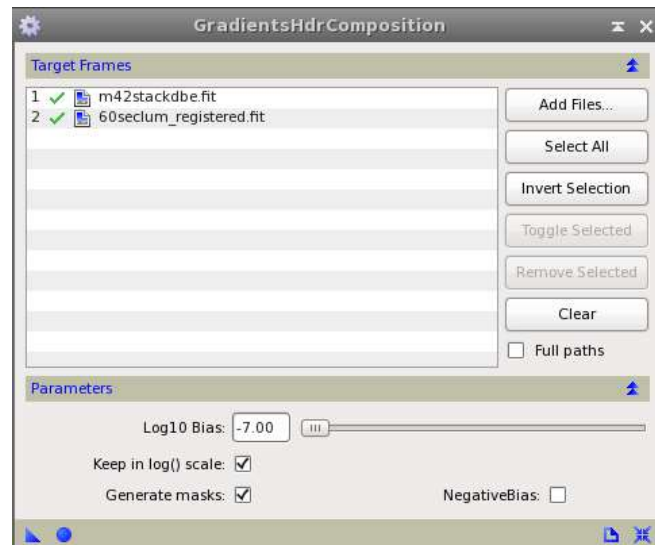 GradientsHdrComposition
Target Frames
1 m42stackdbe.fit
2 60seclum_registered.fit
Add Files...
Select All
Invert Selection
Toggle Selected
Remove Selected
Clear
Full paths
Parameters
Log10 Bias: -7.00
Keep in log() scale:
Generate masks: NegativeBias: